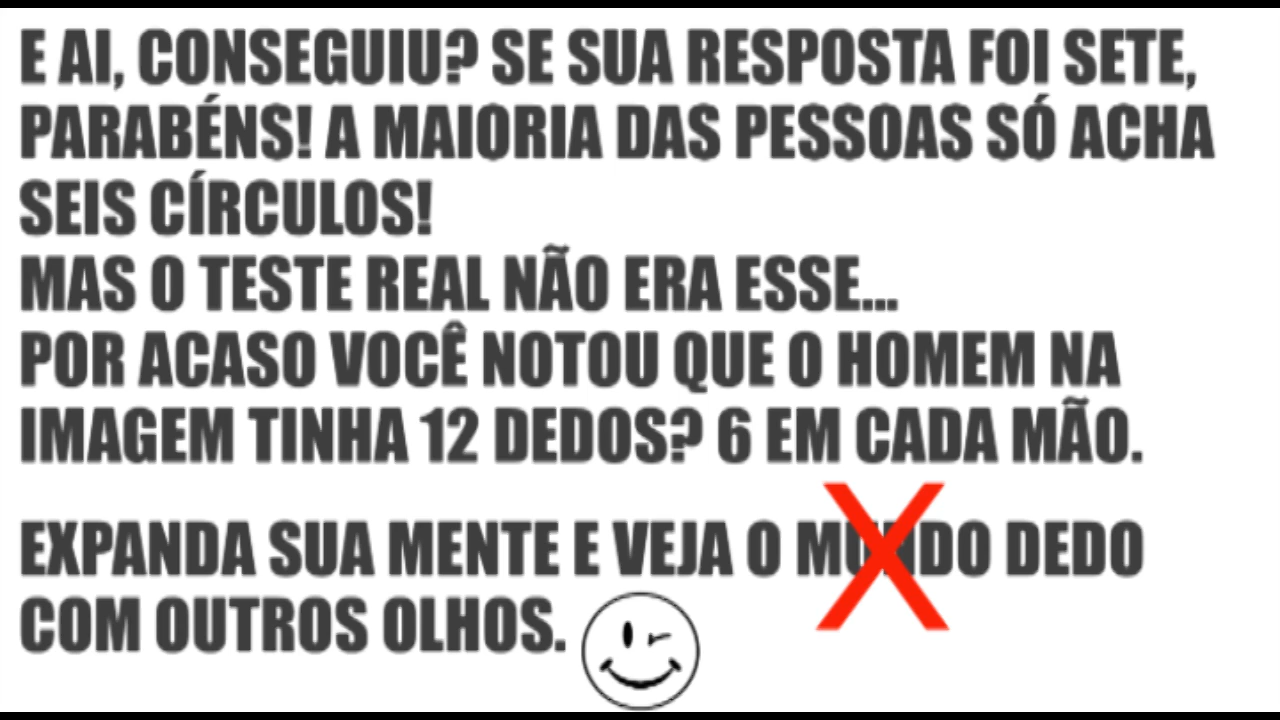 E AI, CONSEGUIU? SE SUA RESPOSTA FOI SETE,
PARABÉNS! A MAIORIA DAS PESSOAS SÓ ACHA
SEIS CÍRCULOS!
MAS O TESTE REAL NÃO ERA ESSE...
POR ACASO VOCÊ NOTOU QUE O HOMEM NA
IMAGEM TINHA 12 DEDOS? 6 EM CADA MÃO.
EXPANDA SUA MENTE E VEJA O MUNDO DEDO
COM OUTROS OLHOS.